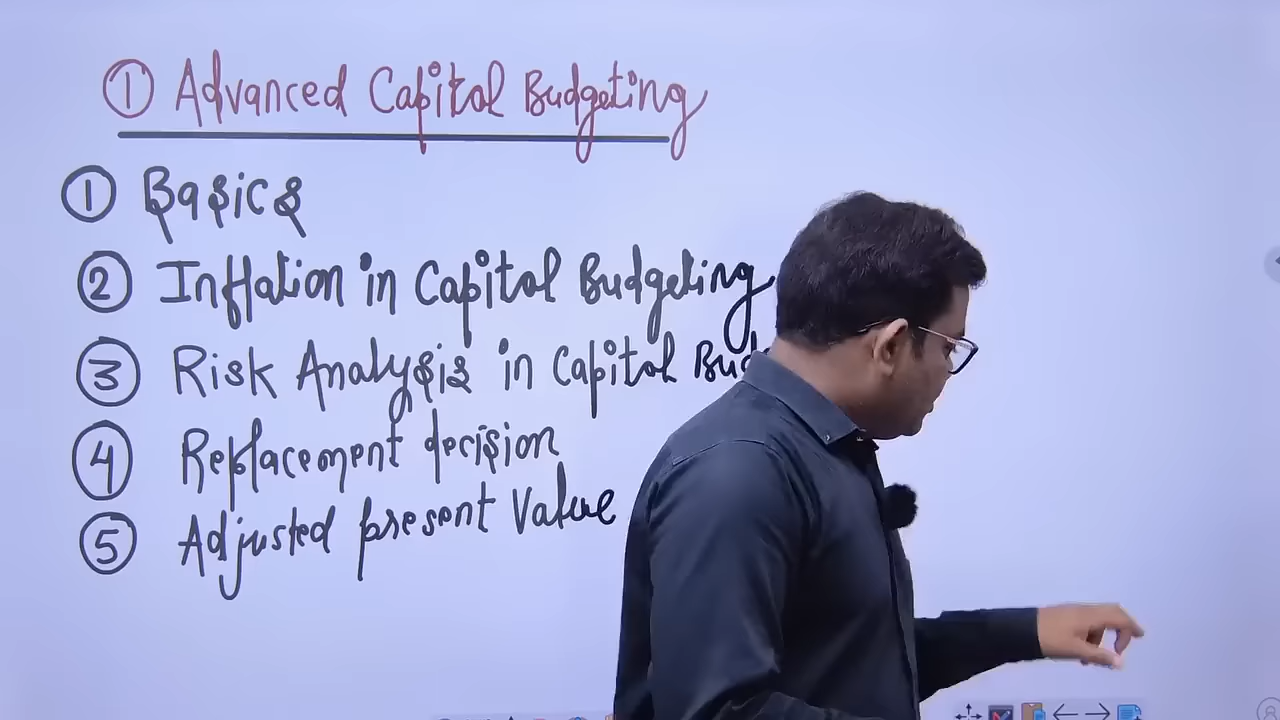 ① Advanced Capital Budgeting
① Basics
② Inflation in Capital Budgeting
③ Risk Analysis in Capital Bud
④ Replacement decision
⑤ Adjusted present Value